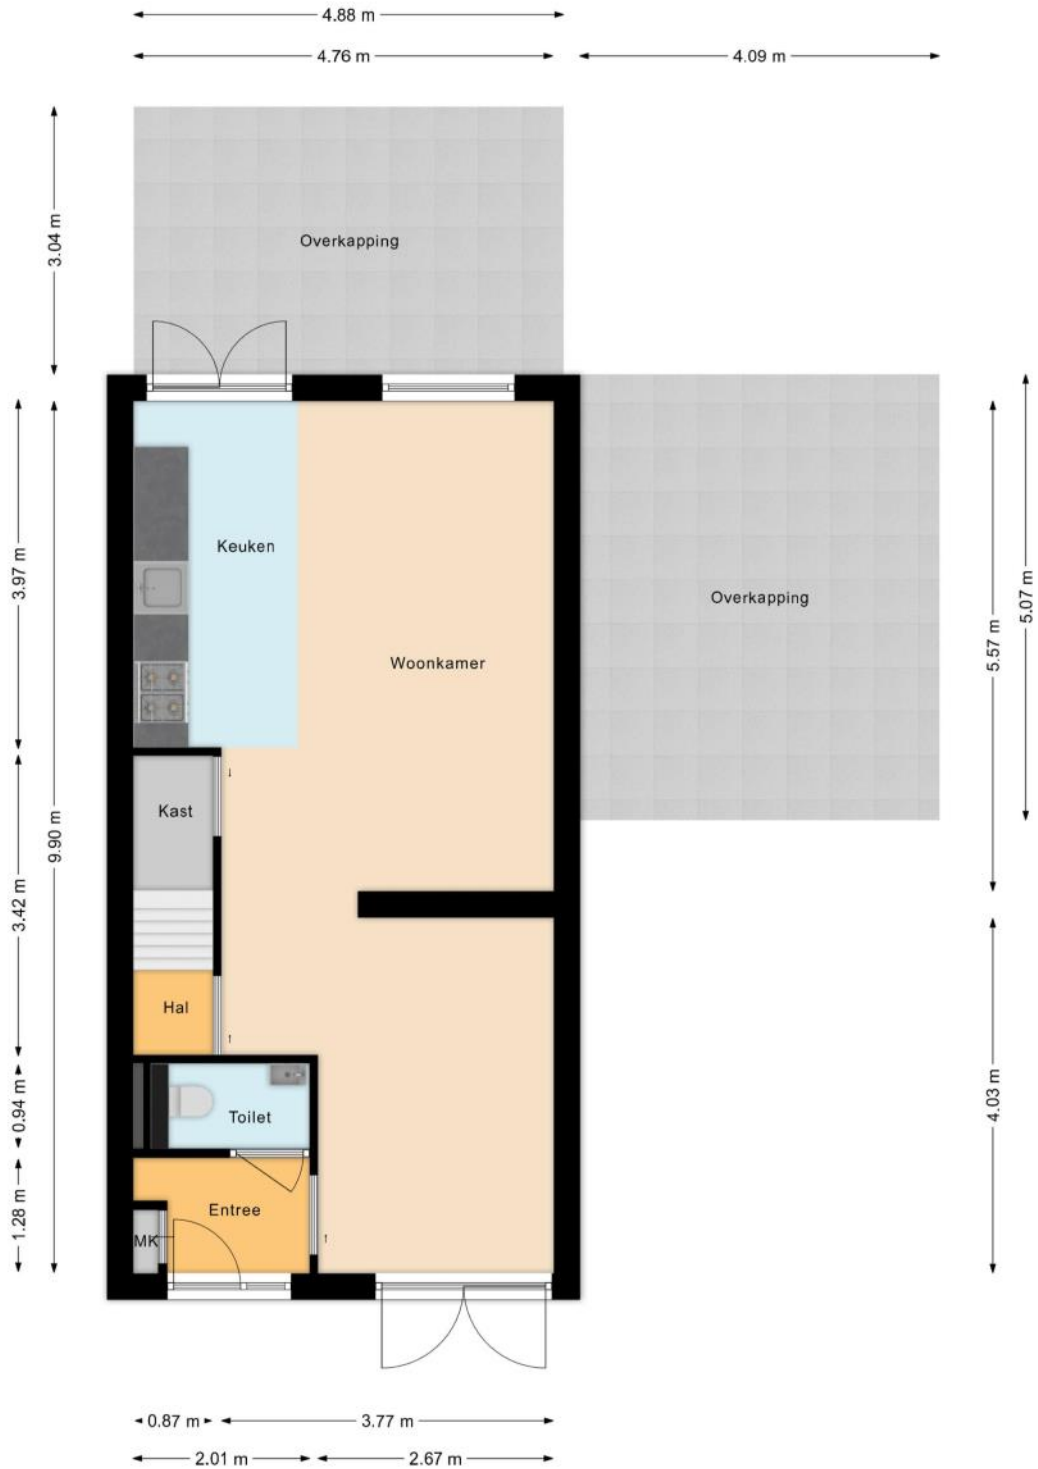 4.88 m
4.76 m
4.09 m
3.04 m
Overkapping
Keuken
3.97 m
Woonkamer
Overkapping
5.57 m
5.07 m
Kast
9.90 m
3.42 m
Hal
0.94 m
Toilet
4.03 m
1.28 m
Entree
MK
0.87 m
3.77 m
2.01 m
2.67 m